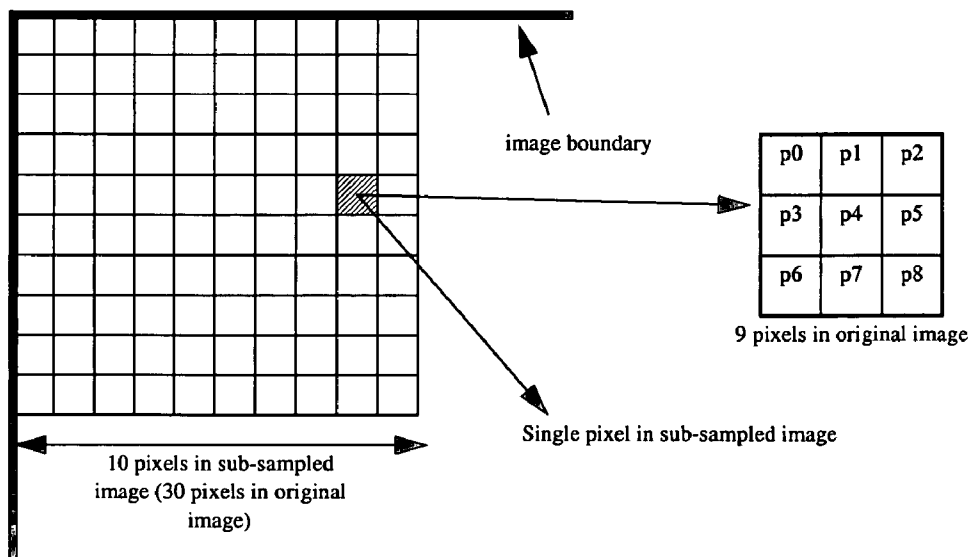 image boundary
p0 p1 p2
p3 p4 p5
p6 p7 p8
9 pixels in original image
Single pixel in sub-sampled image
10 pixels in sub-sampled
image (30 pixels in original
image)